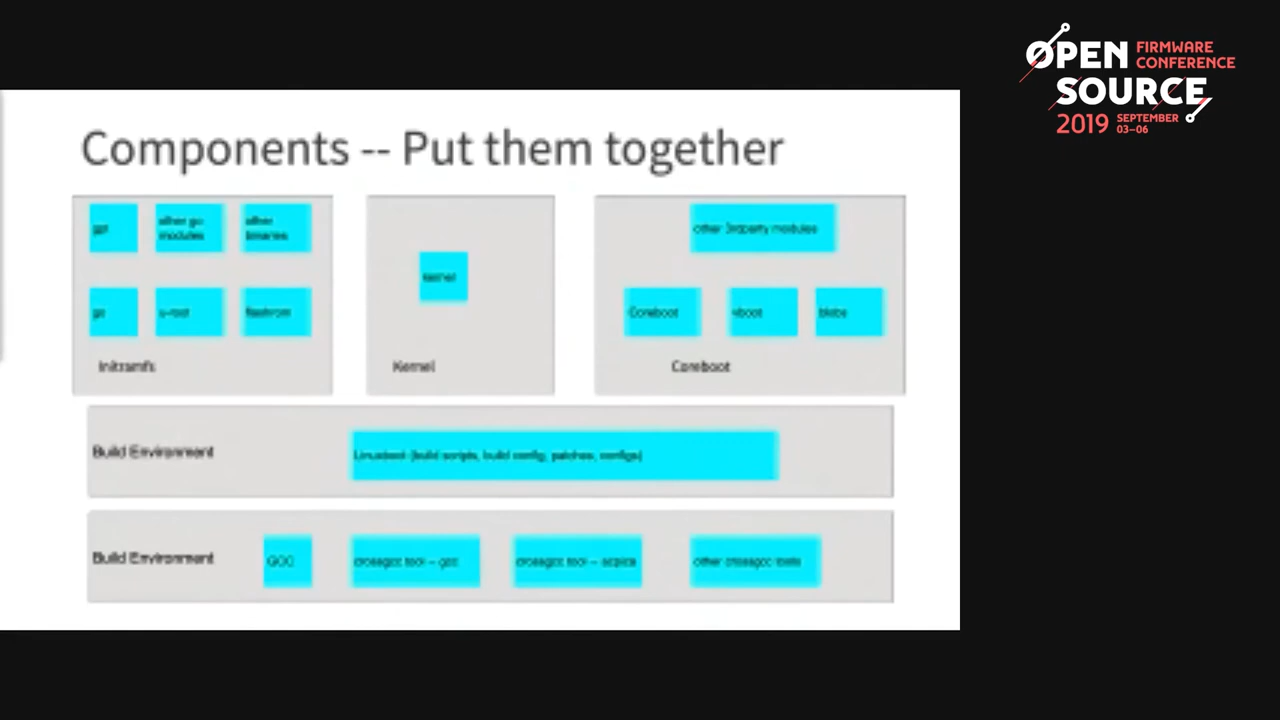 OPEN FIRMWARE CONFERENCE
SOURCE
2019 SEPTEMBER 03–06
Components -- Put them together
other go modules
other binaries
go
u-root
flashrom
Initramfs
kernel
Kernel
other 3rdparty modules
Coreboot
vboot
blobs
Coreboot
Build Environment
Linuxboot (build scripts, build config, patches, configs)
Build Environment
GCC
crossgcc tool -- gcc
crossgcc tool --
other crossgcc tools